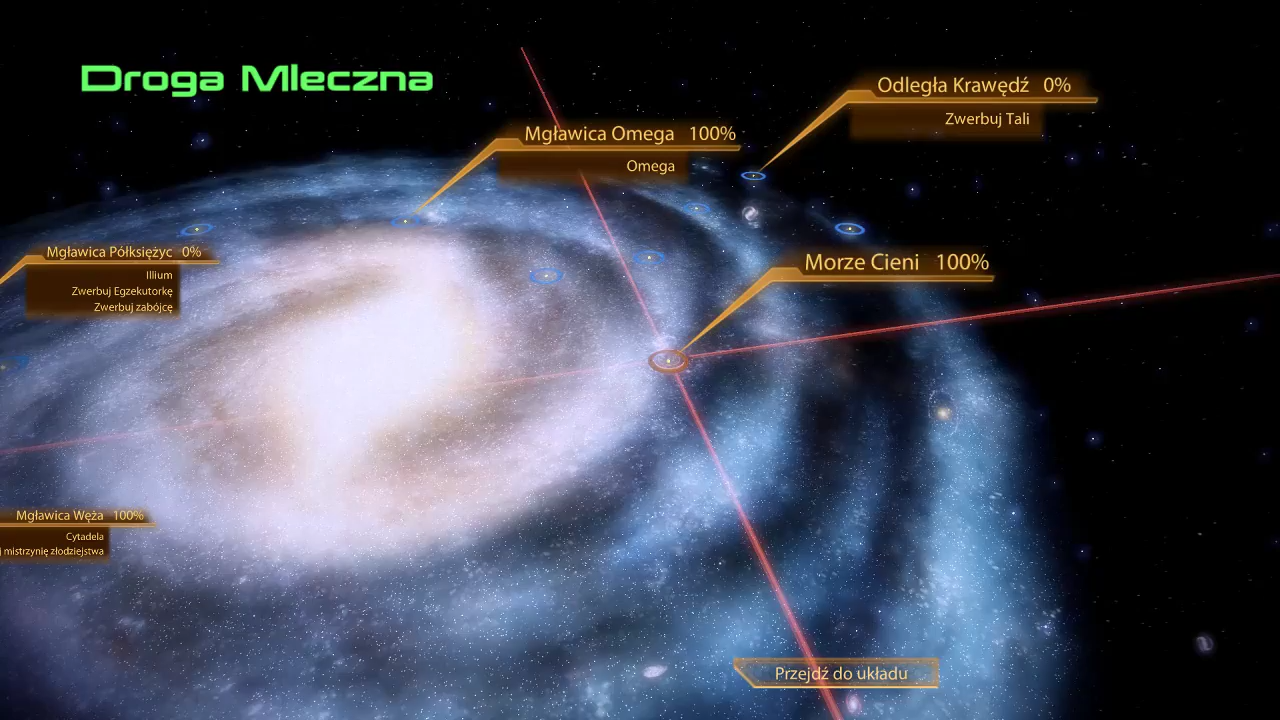 Droga Mleczna
Odległa Krawędź 0%
Zwerbuj Tali
Mgławica Omega 100%
Omega
Mgławica Półksiężyc 0%
Illium
Zwerbuj Egzekutorkę
Zwerbuj zabójcę
Morze Cieni 100%
Mgławica Węża 100%
Cytadela
mistrzynię złodziejstwa
Przejdź do układu